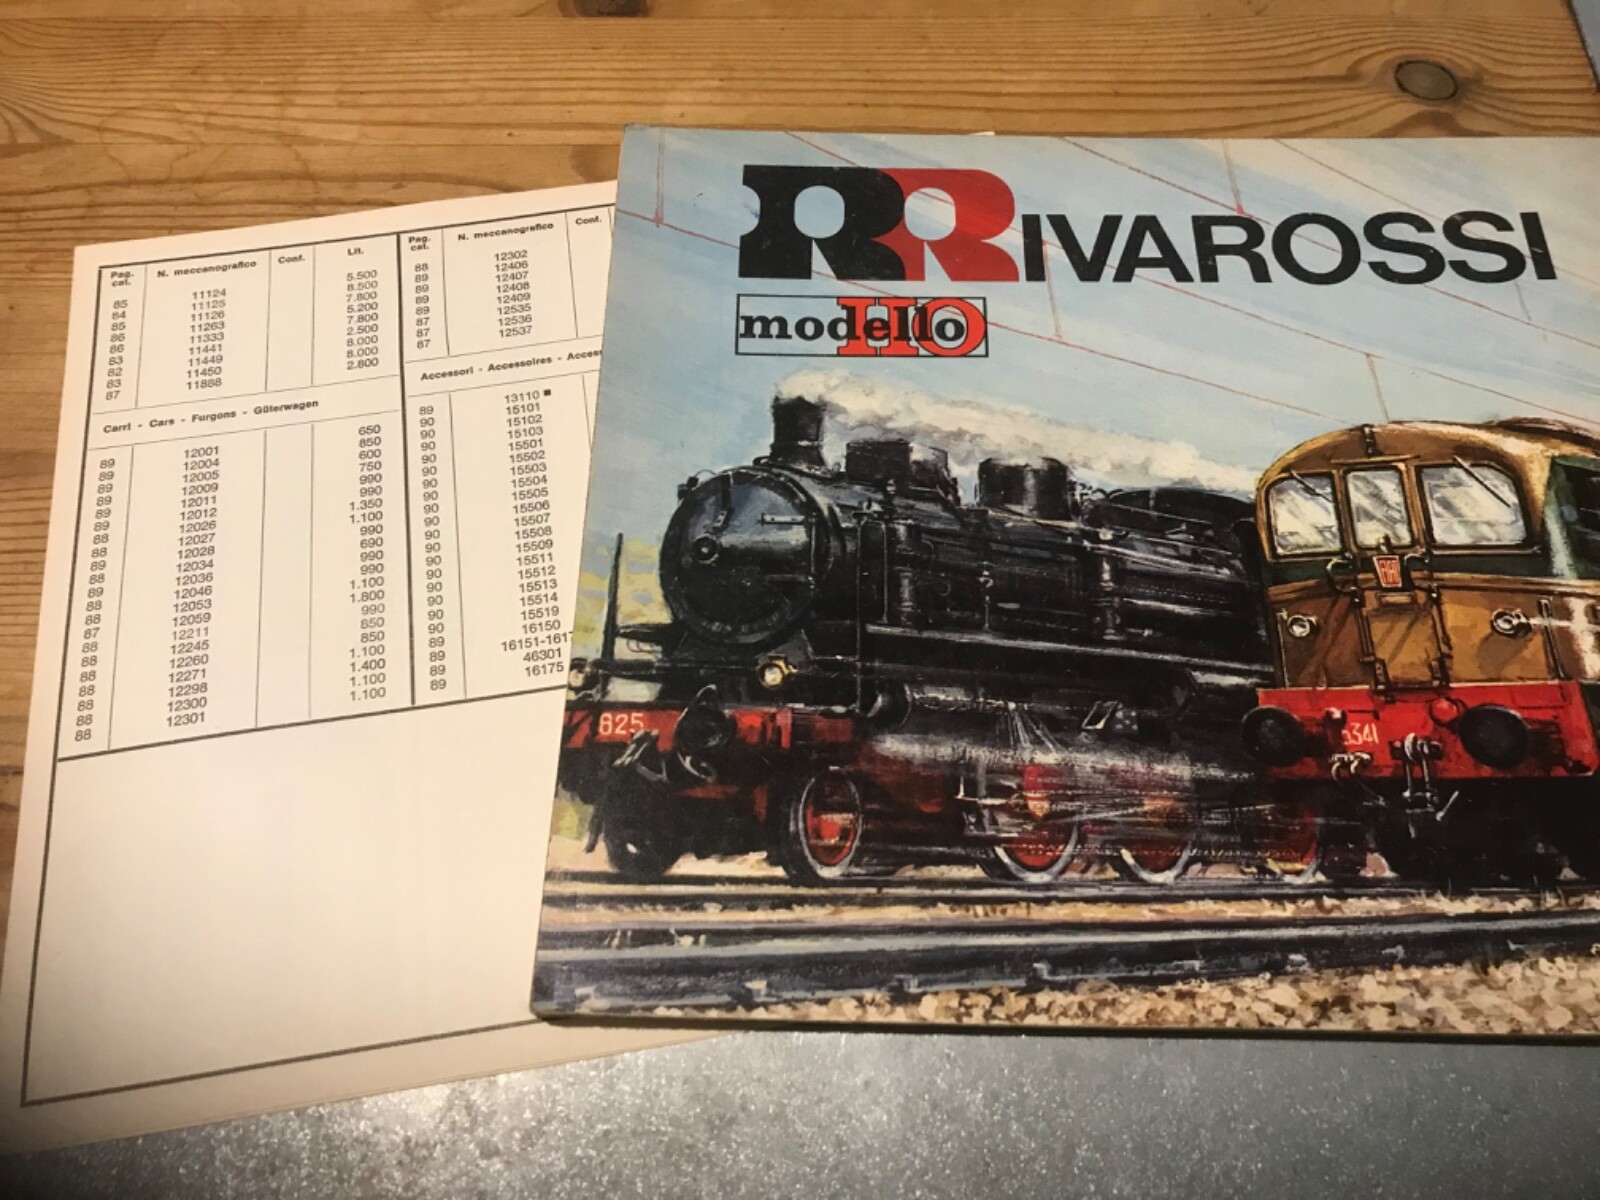 Pag. cat. N. meccanografico Conf. Lit.
85 11124 5.500
84 11125 8.500
85 11126 7.800
86 11263 5.200
86 11333 7.800
83 11441 2.500
82 11449 8.000
83 11450 8.000
87 11888 2.800
Carri - Cars - Furgons - Güterwagen
89 12001 650
89 12004 850
89 12005 600
89 12009 750
89 12011 990
89 12012 990
88 12026 1.350
88 12027 1.100
89 12028 990
88 12034 690
89 12036 990
88 12046 990
88 12053 1.100
87 12059 1.800
88 12211 990
88 12245 850
88 12260 850
88 12271 1.100
88 12298 1.400
88 12300 1.100
88 12301 1.100
Pag. cat. N. meccanografico Conf.
88 12302
89 12406
89 12407
89 12408
89 12409
87 12535
87 12536
87 12537
Accessori - Accessoires - Acces
89 13110 ■
90 15101
90 15102
90 15103
90 15501
90 15502
90 15503
90 15504
90 15505
90 15506
90 15507
90 15508
90 15509
90 15511
90 15512
90 15513
90 15514
90 15519
89 16150
89 16151-1617
89 46301
89 16175
RIVAROSSI
modello HO
825
341